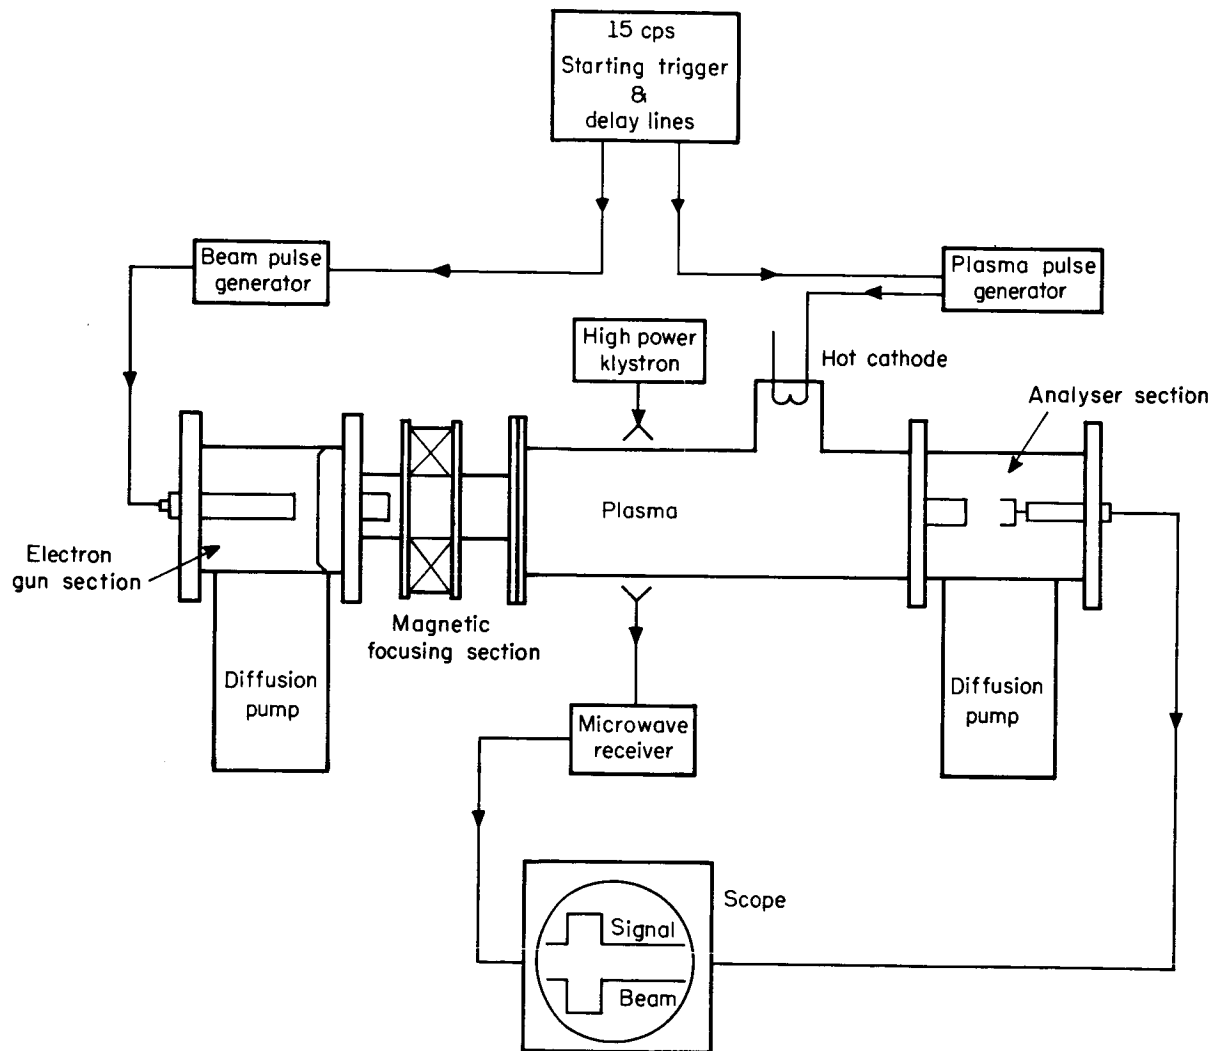 15 cps
Starting trigger
&
delay lines
Beam pulse
generator
Plasma pulse
generator
High power
klystron
Hot cathode
Analyser section
Plasma
Electron
gun section
Magnetic
focusing section
Diffusion
pump
Diffusion
pump
Microwave
receiver
Scope
Signal
Beam